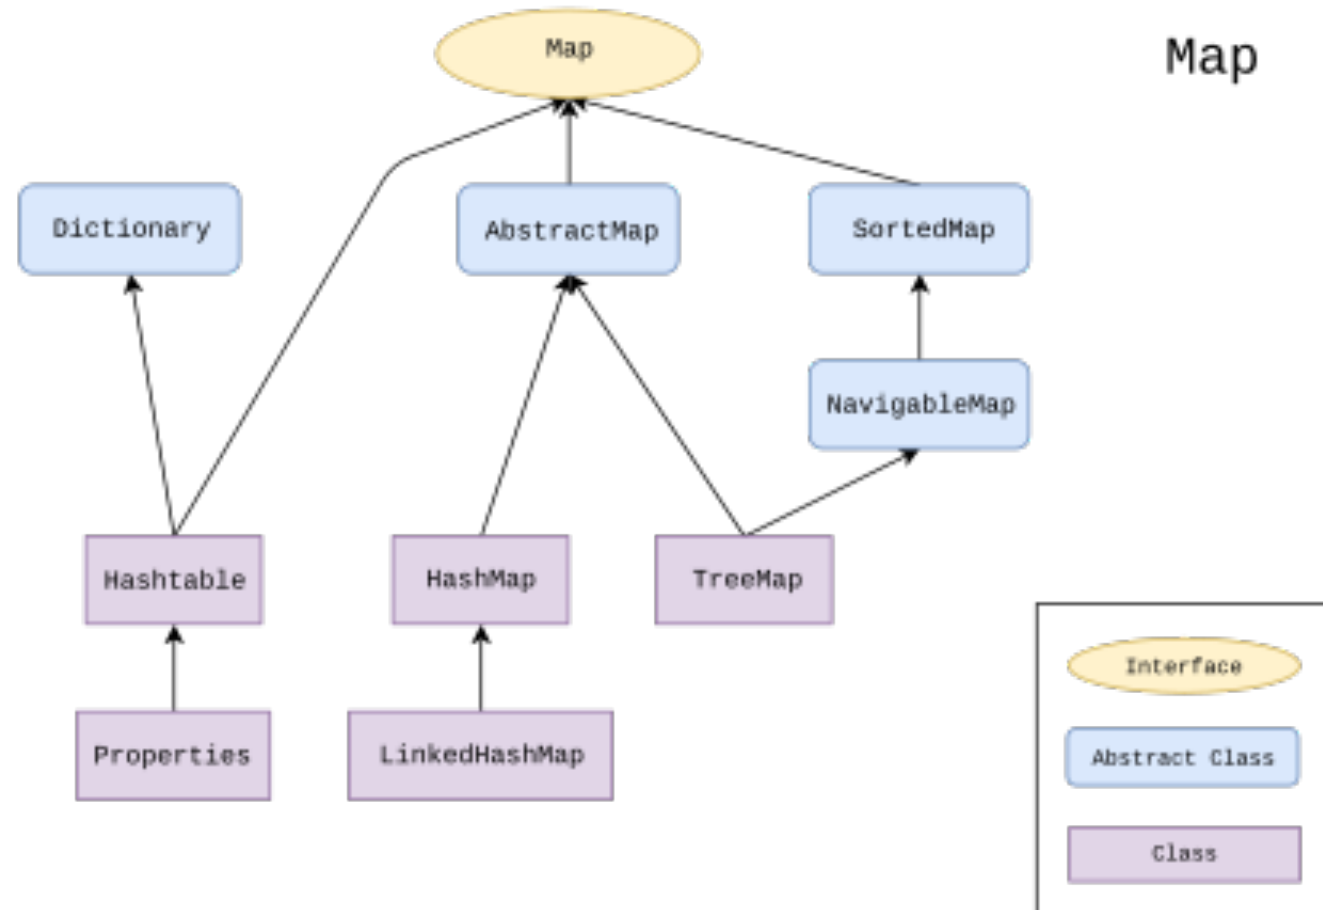 Map
Map
Dictionary
AbstractMap
SortedMap
NavigableMap
Hashtable
HashMap
TreeMap
Properties
LinkedHashMap
Interface
Abstract Class
Class